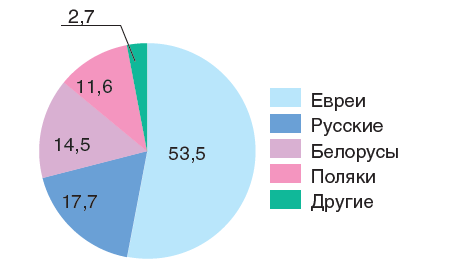 2,7
11,6
14,5
53,5
17,7
Евреи
Русские
Белорусы
Поляки
Другие